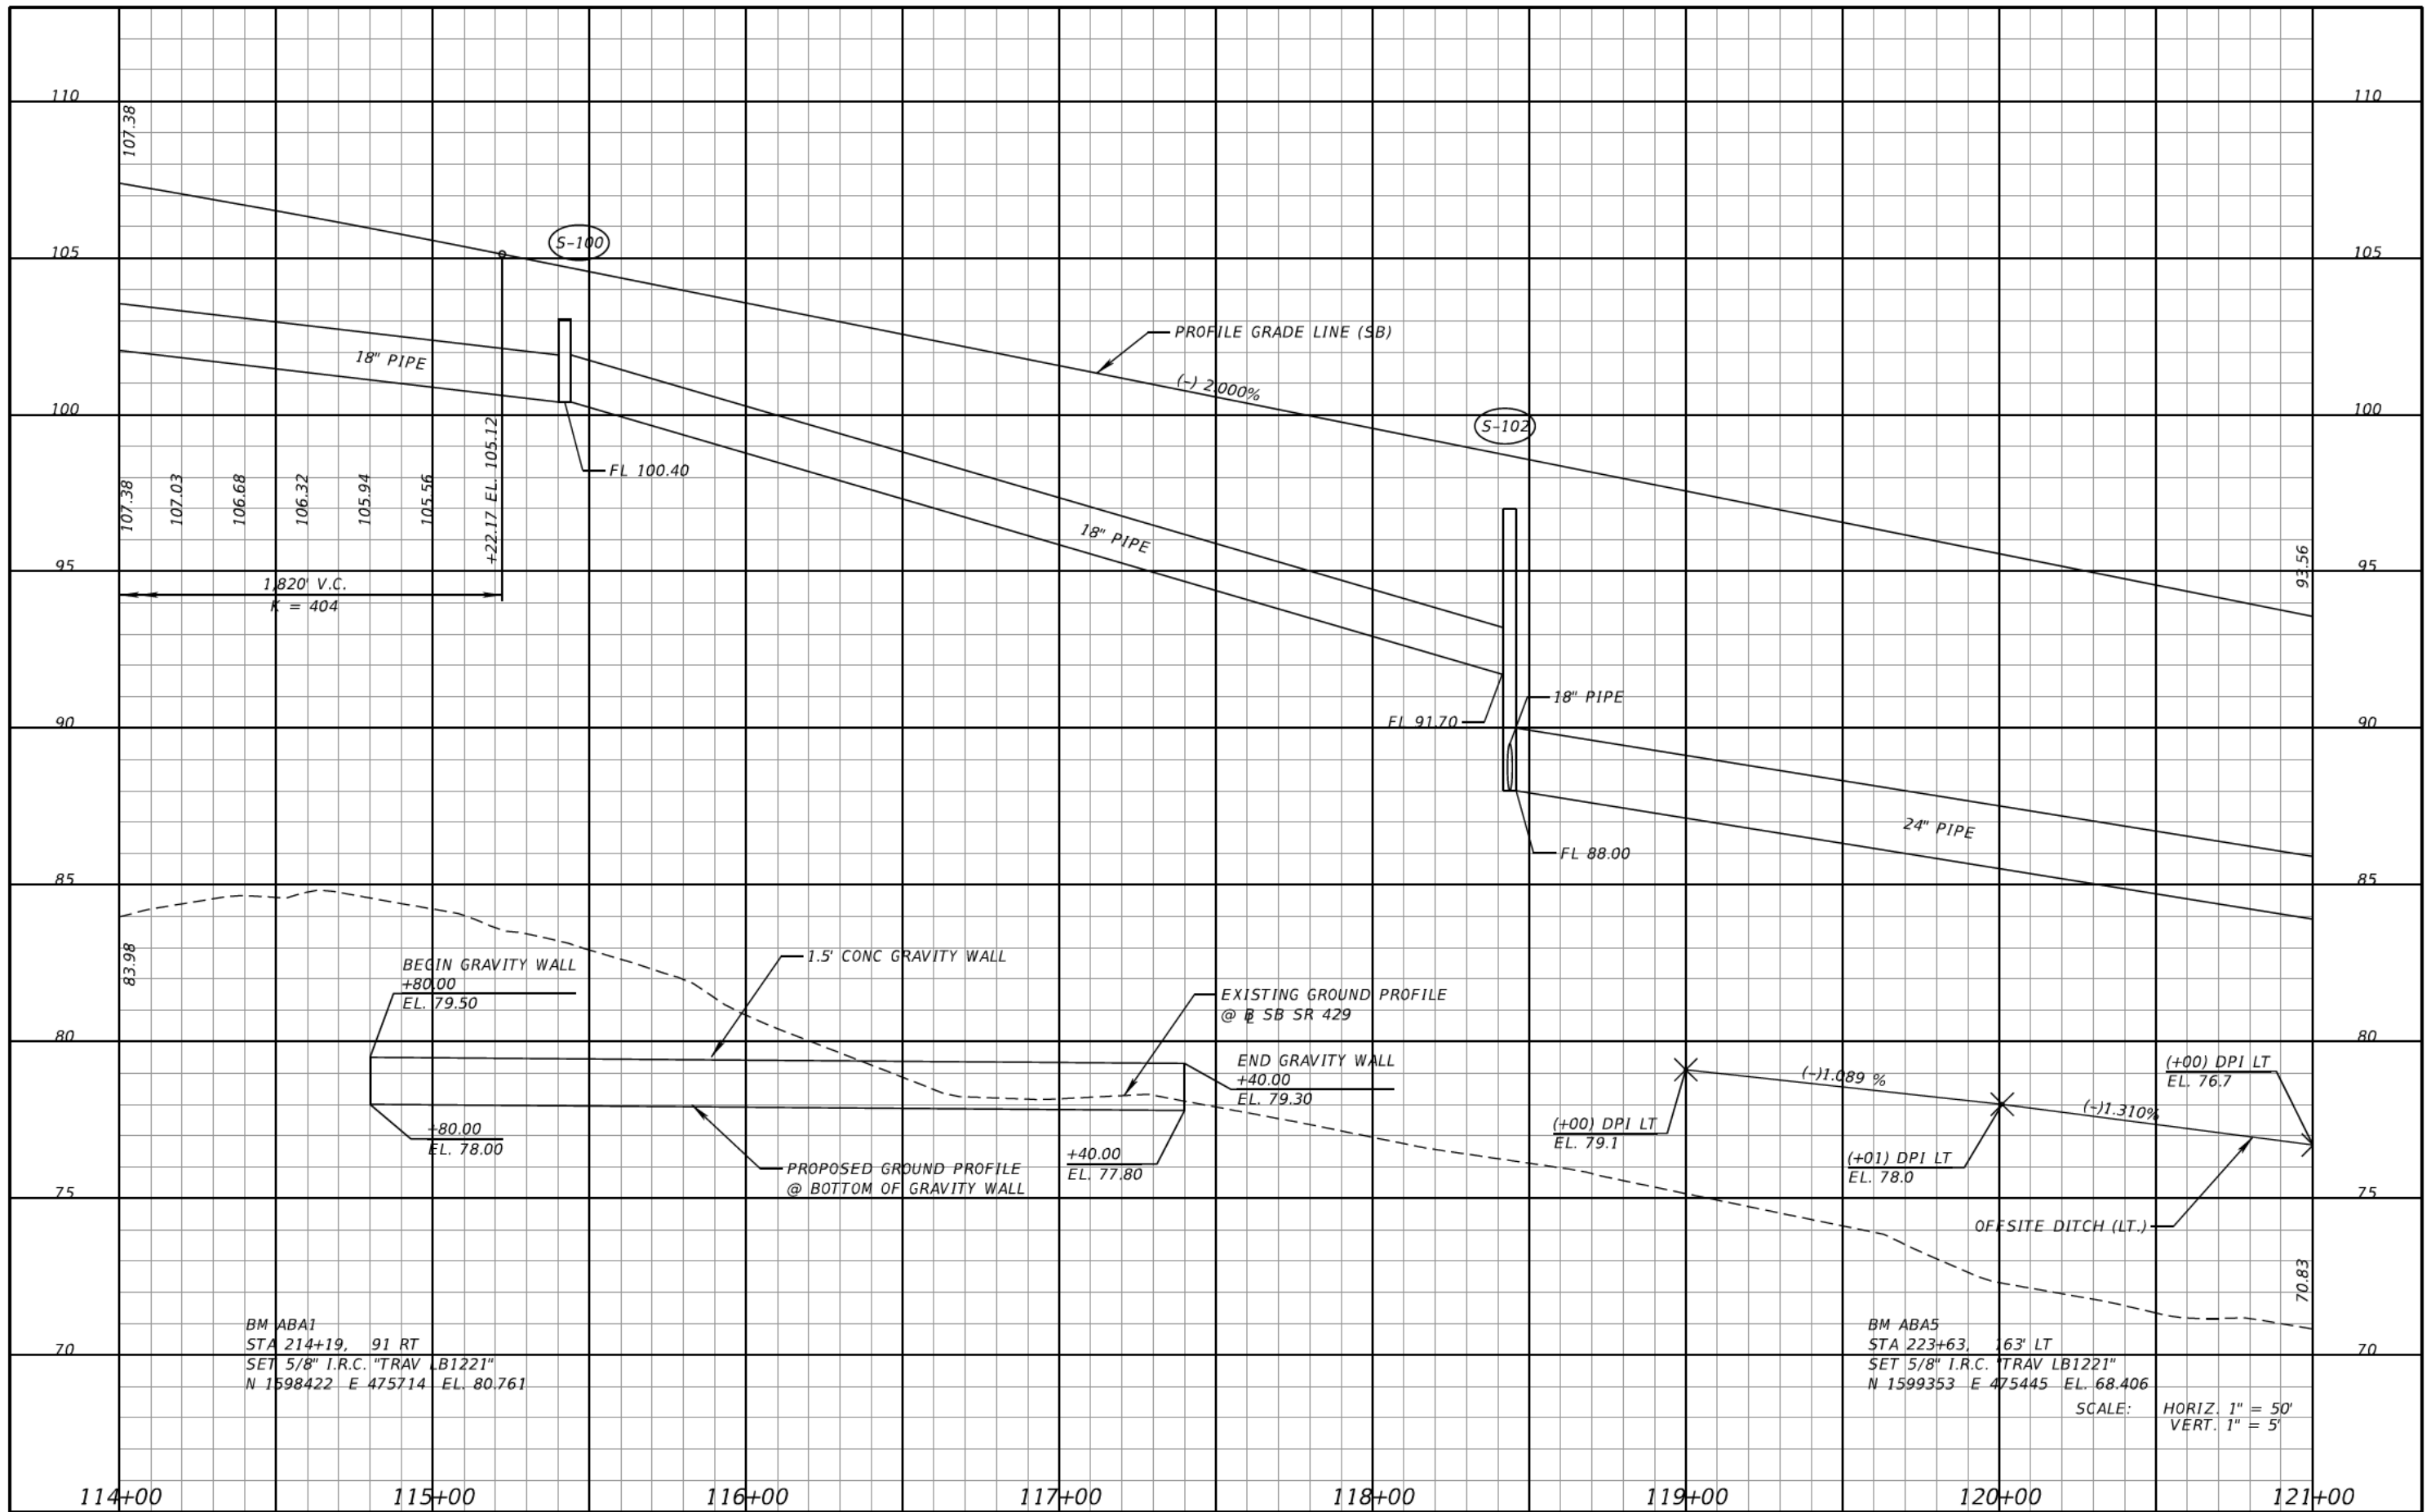 110
110
107.38
105
105
S-100
PROFILE GRADE LINE (SB)
(-) 2.000%
18" PIPE
100
100
S-102
FL 100.40
107.38
107.03
106.68
106.32
105.94
105.56
+22.17 EL. 105.12
18" PIPE
95
95
93.56
1,820' V.C.
K = 404
18" PIPE
FL 91.70
90
90
24" PIPE
FL 88.00
85
85
83.98
BEGIN GRAVITY WALL
+80.00
EL. 79.50
1.5' CONC GRAVITY WALL
EXISTING GROUND PROFILE
@ ℄ SB SR 429
80
80
END GRAVITY WALL
+40.00
EL. 79.30
(-)1.089 %
(+00) DPI LT
EL. 76.7
(-)1.310%
+80.00
EL. 78.00
(+00) DPI LT
EL. 79.1
+40.00
EL. 77.80
PROPOSED GROUND PROFILE
@ BOTTOM OF GRAVITY WALL
(+01) DPI LT
EL. 78.0
75
75
OFFSITE DITCH (LT.)
70.83
BM ABA1
STA 214+19, 91 RT
SET 5/8" I.R.C. "TRAV LB1221"
N 1598422 E 475714 EL. 80.761
BM ABA5
STA 223+63, 163' LT
SET 5/8" I.R.C. "TRAV LB1221"
N 1599353 E 475445 EL. 68.406
70
70
SCALE: HORIZ. 1" = 50'
VERT. 1" = 5'
114+00
115+00
116+00
117+00
118+00
119+00
120+00
121+00